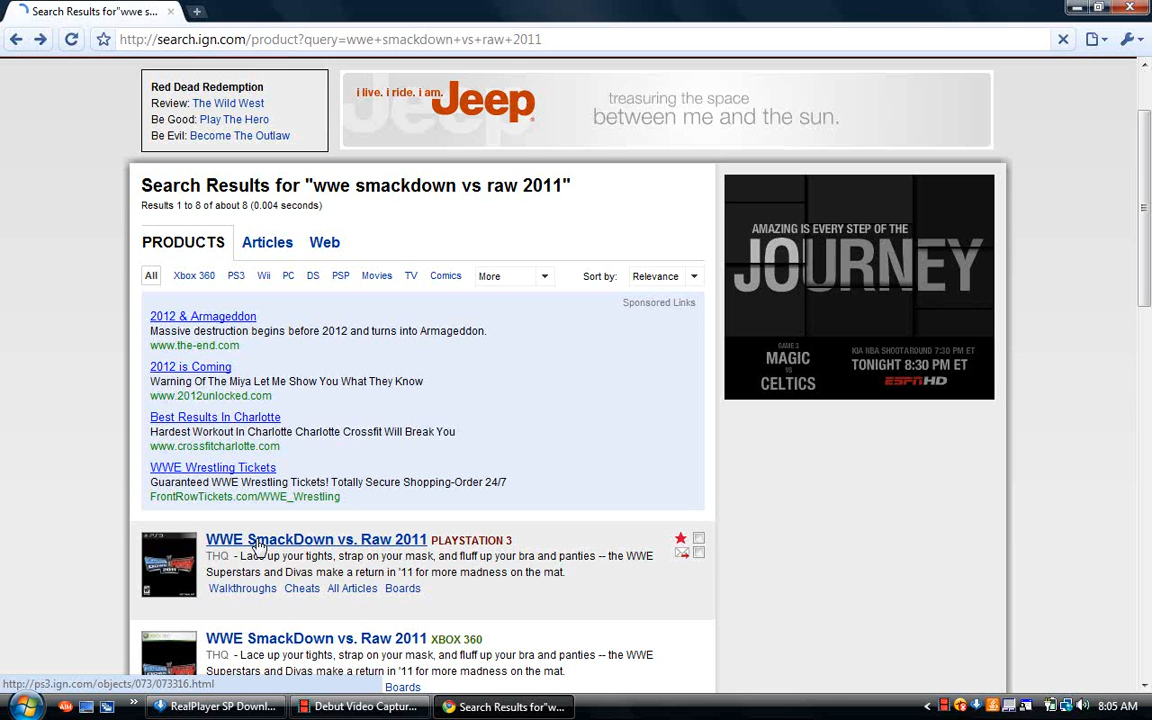 Search Results for"wwe s...
http://search.ign.com/product?query=wwe+smackdown+vs+raw+2011
Red Dead Redemption
Review: The Wild West
Be Good: Play The Hero
Be Evil: Become The Outlaw
i live. i ride. i am.
Jeep
treasuring the space
between me and the sun.
Search Results for "wwe smackdown vs raw 2011"
Results 1 to 8 of about 8 (0.004 seconds)
PRODUCTS Articles Web
All Xbox 360 PS3 Wii PC DS PSP Movies TV Comics More Sort by: Relevance
Sponsored Links
2012 & Armageddon
Massive destruction begins before 2012 and turns into Armageddon.
www.the-end.com
2012 is Coming
Warning Of The Miya Let Me Show You What They Know
www.2012unlocked.com
Best Results In Charlotte
Hardest Workout In Charlotte Charlotte Crossfit Will Break You
www.crossfitcharlotte.com
WWE Wrestling Tickets
Guaranteed WWE Wrestling Tickets! Totally Secure Shopping-Order 24/7
FrontRowTickets.com/WWE_Wrestling
AMAZING IS EVERY STEP OF THE
JOURNEY
GAME 3
MAGIC
VS
CELTICS
KIA NBA SHOOTAROUND 7:30 PM ET
TONIGHT 8:30 PM ET
ESPN HD
WWE SmackDown vs. Raw 2011 PLAYSTATION 3
THQ - Lace up your tights, strap on your mask, and fluff up your bra and panties -- the WWE
Superstars and Divas make a return in '11 for more madness on the mat.
Walkthroughs Cheats All Articles Boards
WWE SmackDown vs. Raw 2011 XBOX 360
THQ - Lace up your tights, strap on your mask, and fluff up your bra and panties -- the WWE
Superstars and Divas make a return in '11 for more madness on the mat.
Boards
http://ps3.ign.com/objects/073/073316.html
RealPlayer SP Downl... Debut Video Captur... Search Results for"w... 8:05 AM